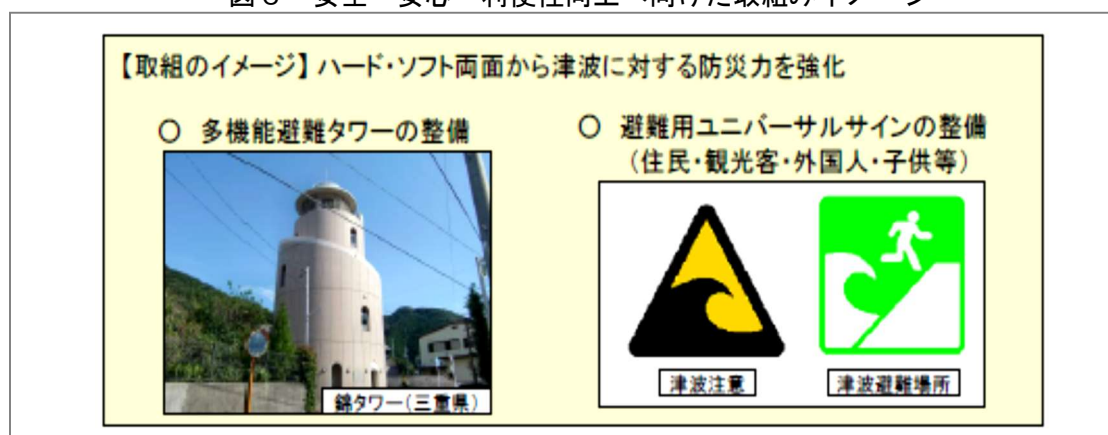 【取組のイメージ】 ハード・ソフト両面から津波に対する防災力を強化
○ 多機能避難タワーの整備
錦タワー(三重県)
○ 避難用ユニバーサルサインの整備
(住民・観光客・外国人・子供等)
津波注意
津波避難場所